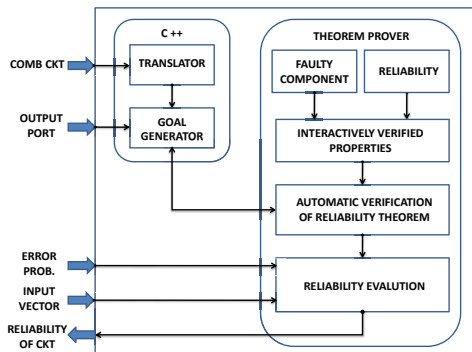 C ++
THEOREM PROVER
COMB CKT
TRANSLATOR
FAULTY
COMPONENT
RELIABILITY
OUTPUT
PORT
GOAL
GENERATOR
INTERACTIVELY VERIFIED
PROPERTIES
AUTOMATIC VERIFICATION
OF RELIABILITY THEOREM
ERROR
PROB.
INPUT
VECTOR
RELIABILITY EVALUTION
RELIABILITY
OF CKT